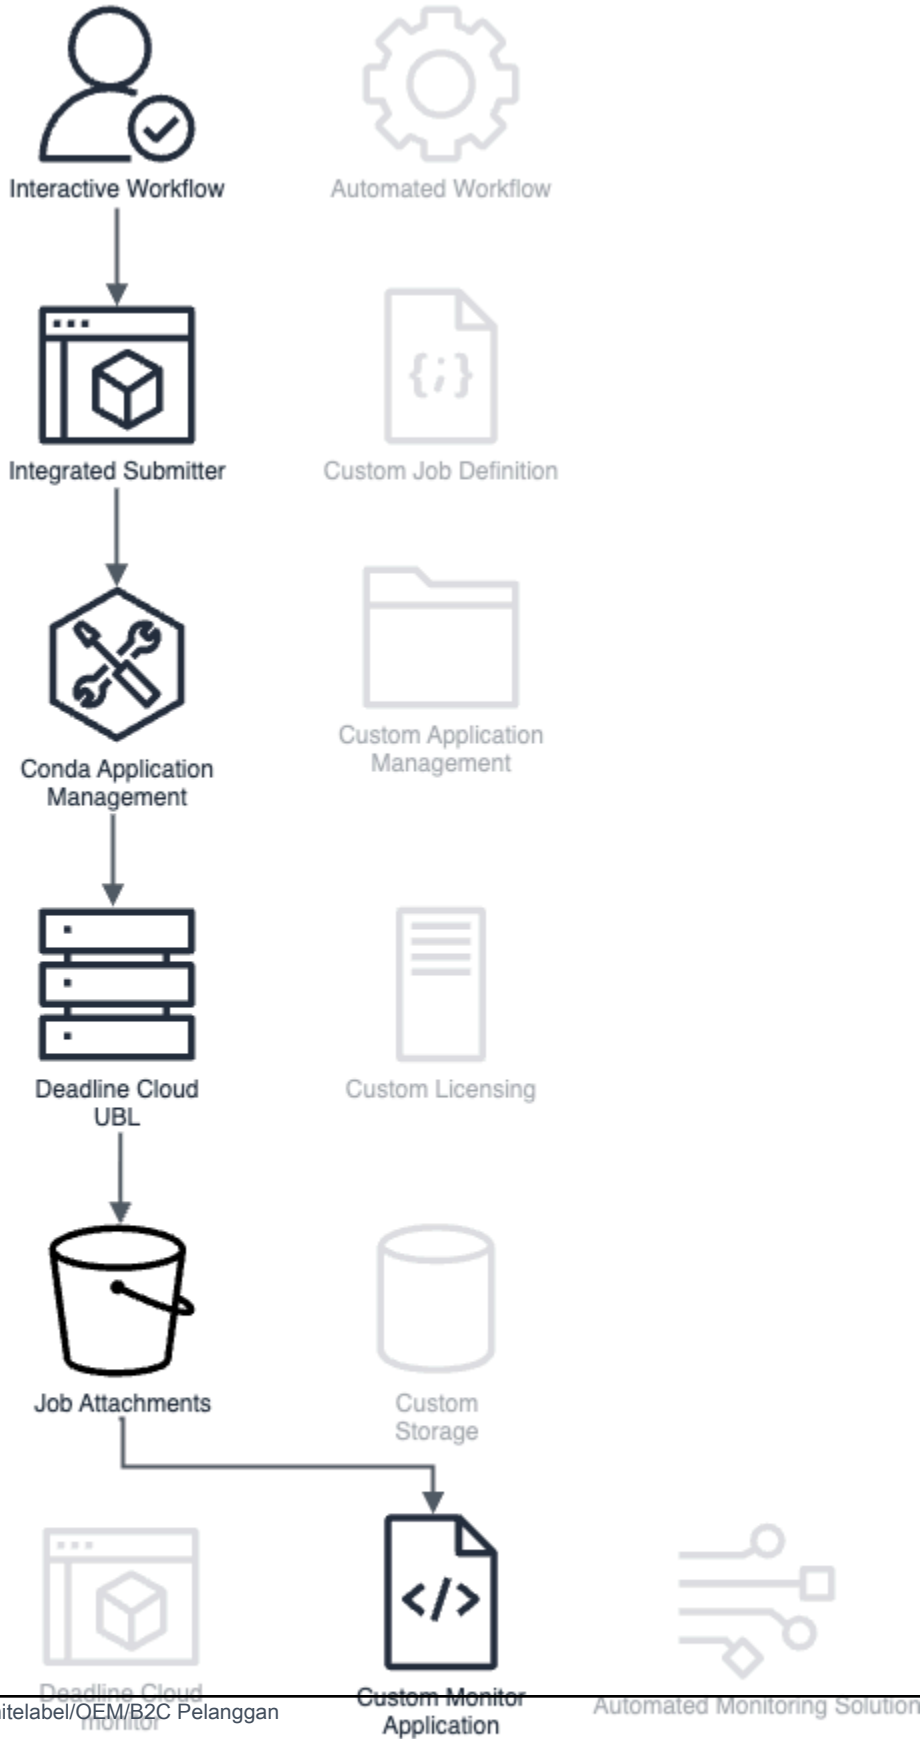 Interactive Workflow
Automated Workflow
{;}
Integrated Submitter
Custom Job Definition
Conda Application
Management
Custom Application
Management
Deadline Cloud
UBL
Custom Licensing
Job Attachments
Custom
Storage
</>
Deadline Cloud
monitor
Custom Monitor
Application
Automated Monitoring Solution
itelabel/OEM/B2C Pelanggan